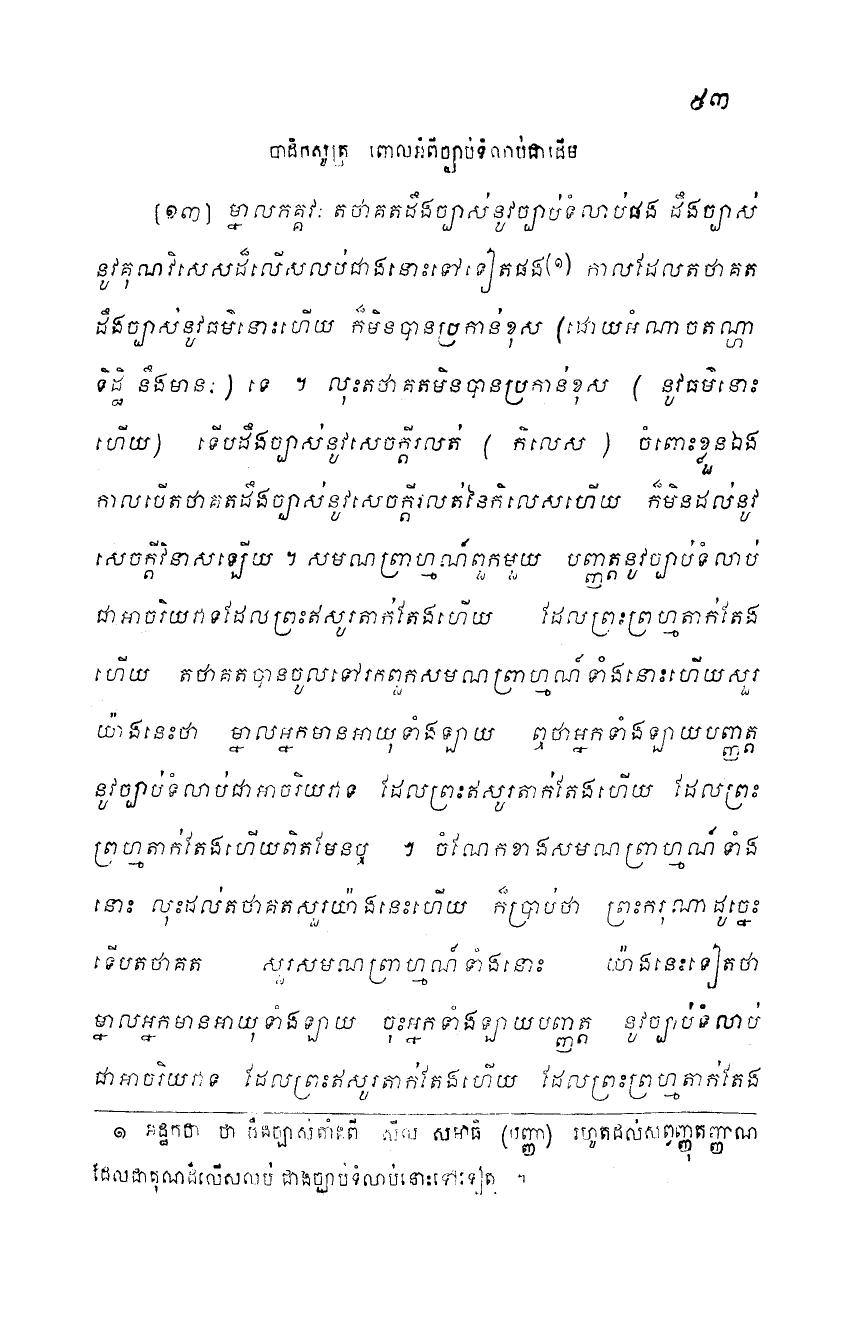 ៥៣
បាដិកសូត្រ ពោលអំពីច្បាប់ទំលាប់ជាដើម
[១៣] ម្នាលភគ្គវៈ តថាគតដឹងច្បាស់នូវច្បាប់ទំលាប់ផង ដឹងច្បាស់
នូវគុណវិសេសដ៏លើសលប់ជាងនោះទៅទៀតផង(១) កាលដែលតថាគត
ដឹងច្បាស់នូវធម៌នោះហើយ ក៏មិនបានប្រកាន់ខុស (ដោយអំណាចតណ្ហា
ទិដ្ឋិ នឹងមានៈ) ទេ ។ លុះតថាគតមិនបានប្រកាន់ខុស ( នូវធម៌នោះ
ហើយ) ទើបដឹងច្បាស់នូវសេចក្តីរលត់ ( កិលេស ) ចំពោះខ្លួនឯង
កាលបើតថាគតដឹងច្បាស់នូវសេចក្តីរលត់នៃកិលេសហើយ ក៏មិនដល់នូវ
សេចក្តីវិនាសឡើយ ។ សមណព្រាហ្មណ៍ពួកមួយ បញ្ញត្តនូវច្បាប់ទំលាប់
ជាអាចរិយវាទដែលព្រះឥសូរតាក់តែងហើយ ដែលព្រះព្រហ្មតាក់តែង
ហើយ តថាគតបានចូលទៅរកពួកសមណព្រាហ្មណ៍ទាំងនោះហើយសួរ
យ៉ាងនេះថា ម្នាលអ្នកមានអាយុទាំងឡាយ ឮថាអ្នកទាំងឡាយបញ្ញត្ត
នូវច្បាប់ទំលាប់ជាអាចរិយវាទ ដែលព្រះឥសូរតាក់តែងហើយ ដែលព្រះ
ព្រហ្មតាក់តែងហើយពិតមែនឬ ។ ចំណែកខាងសមណព្រាហ្មណ៍ទាំង
នោះ លុះដល់តថាគតសួរយ៉ាងនេះហើយ ក៏ប្រាប់ថា ព្រះករុណាដូច្នេះ
ទើបតថាគត សួរសមណព្រាហ្មណ៍ទាំងនោះ យ៉ាងនេះទៀតថា
ម្នាលអ្នកមានអាយុទាំងឡាយ ចុះអ្នកទាំងឡាយបញ្ញត្ត នូវច្បាប់ទំលាប់
ជាអាចរិយវាទ ដែលព្រះឥសូរតាក់តែងហើយ ដែលព្រះព្រហ្មតាក់តែង
១ អដ្ឋកថា ថា ដឹងច្បាស់តាំងពី សីល សមាធិ (បញ្ញា) រហូតដល់សព្វញ្ញុតញ្ញាណ
ដែលជាគុណដ៏លើសលប់ ជាងច្បាប់ទំលាប់នោះទៅទៀត ។